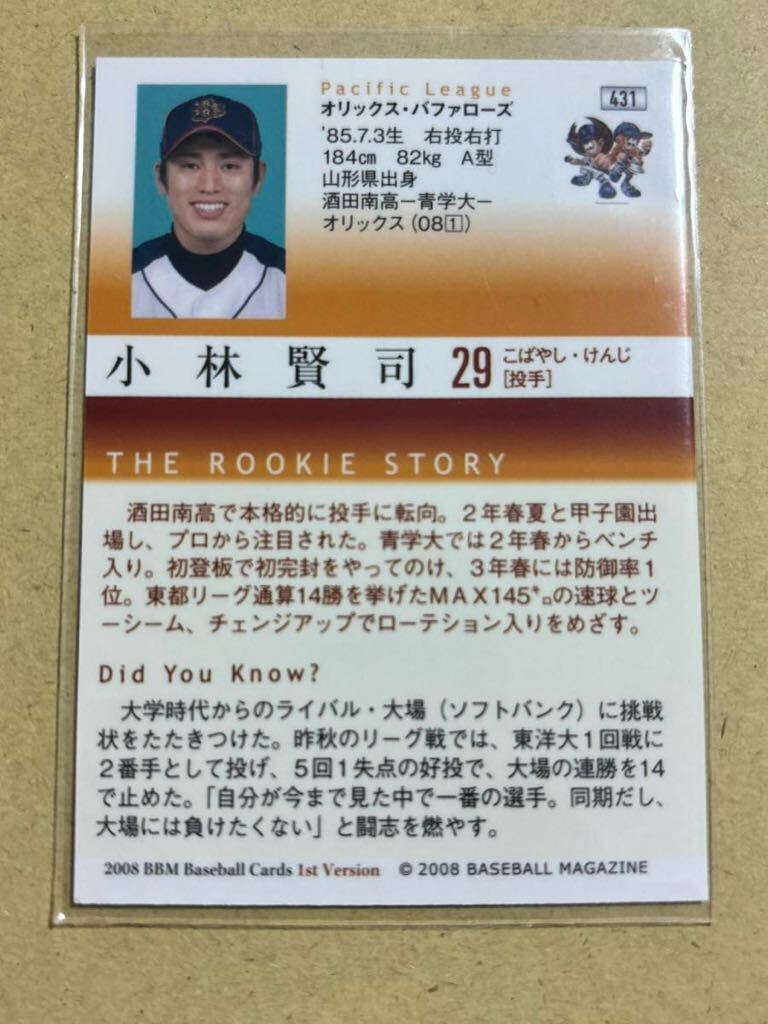 Pacific League
オリックス・バファローズ
431
'85.7.3生 右投右打
184cm 82kg A型
山形県出身
酒田南高－青学大－
オリックス(08①)
小林賢司 29 こばやし・けんじ
[投手]
THE ROOKIE STORY
酒田南高で本格的に投手に転向。2年春夏と甲子園出
場し、プロから注目された。青学大では2年春からベンチ
入り。初登板で初完封をやってのけ、3年春には防御率1
位。東都リーグ通算14勝を挙げたMAX145㌔の速球とツ
ーシーム、チェンジアップでローテション入りをめざす。
Did You Know?
大学時代からのライバル・大場（ソフトバンク）に挑戦
状をたたきつけた。昨秋のリーグ戦では、東洋大1回戦に
2番手として投げ、5回1失点の好投で、大場の連勝を14
で止めた。「自分が今まで見た中で一番の選手。同期だし、
大場には負けたくない」と闘志を燃やす。
2008 BBM Baseball Cards 1st Version © 2008 BASEBALL MAGAZINE